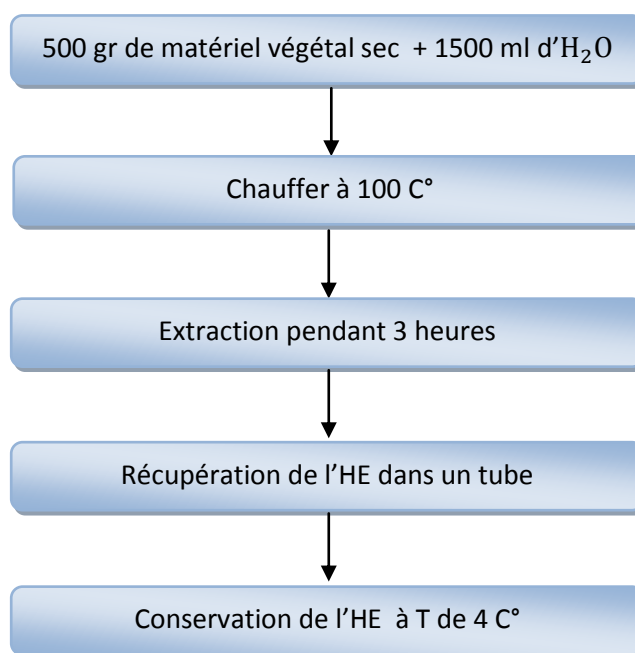 500 gr de matériel végétal sec + 1500 ml d'H₂O
Chauffer à 100 C°
Extraction pendant 3 heures
Récupération de l'HE dans un tube
Conservation de l'HE à T de 4 C°